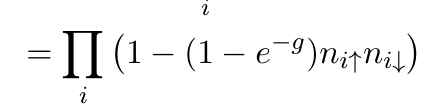 i
= ∏_i (1 − (1 − e^{−g}) n_{i↑} n_{i↓})